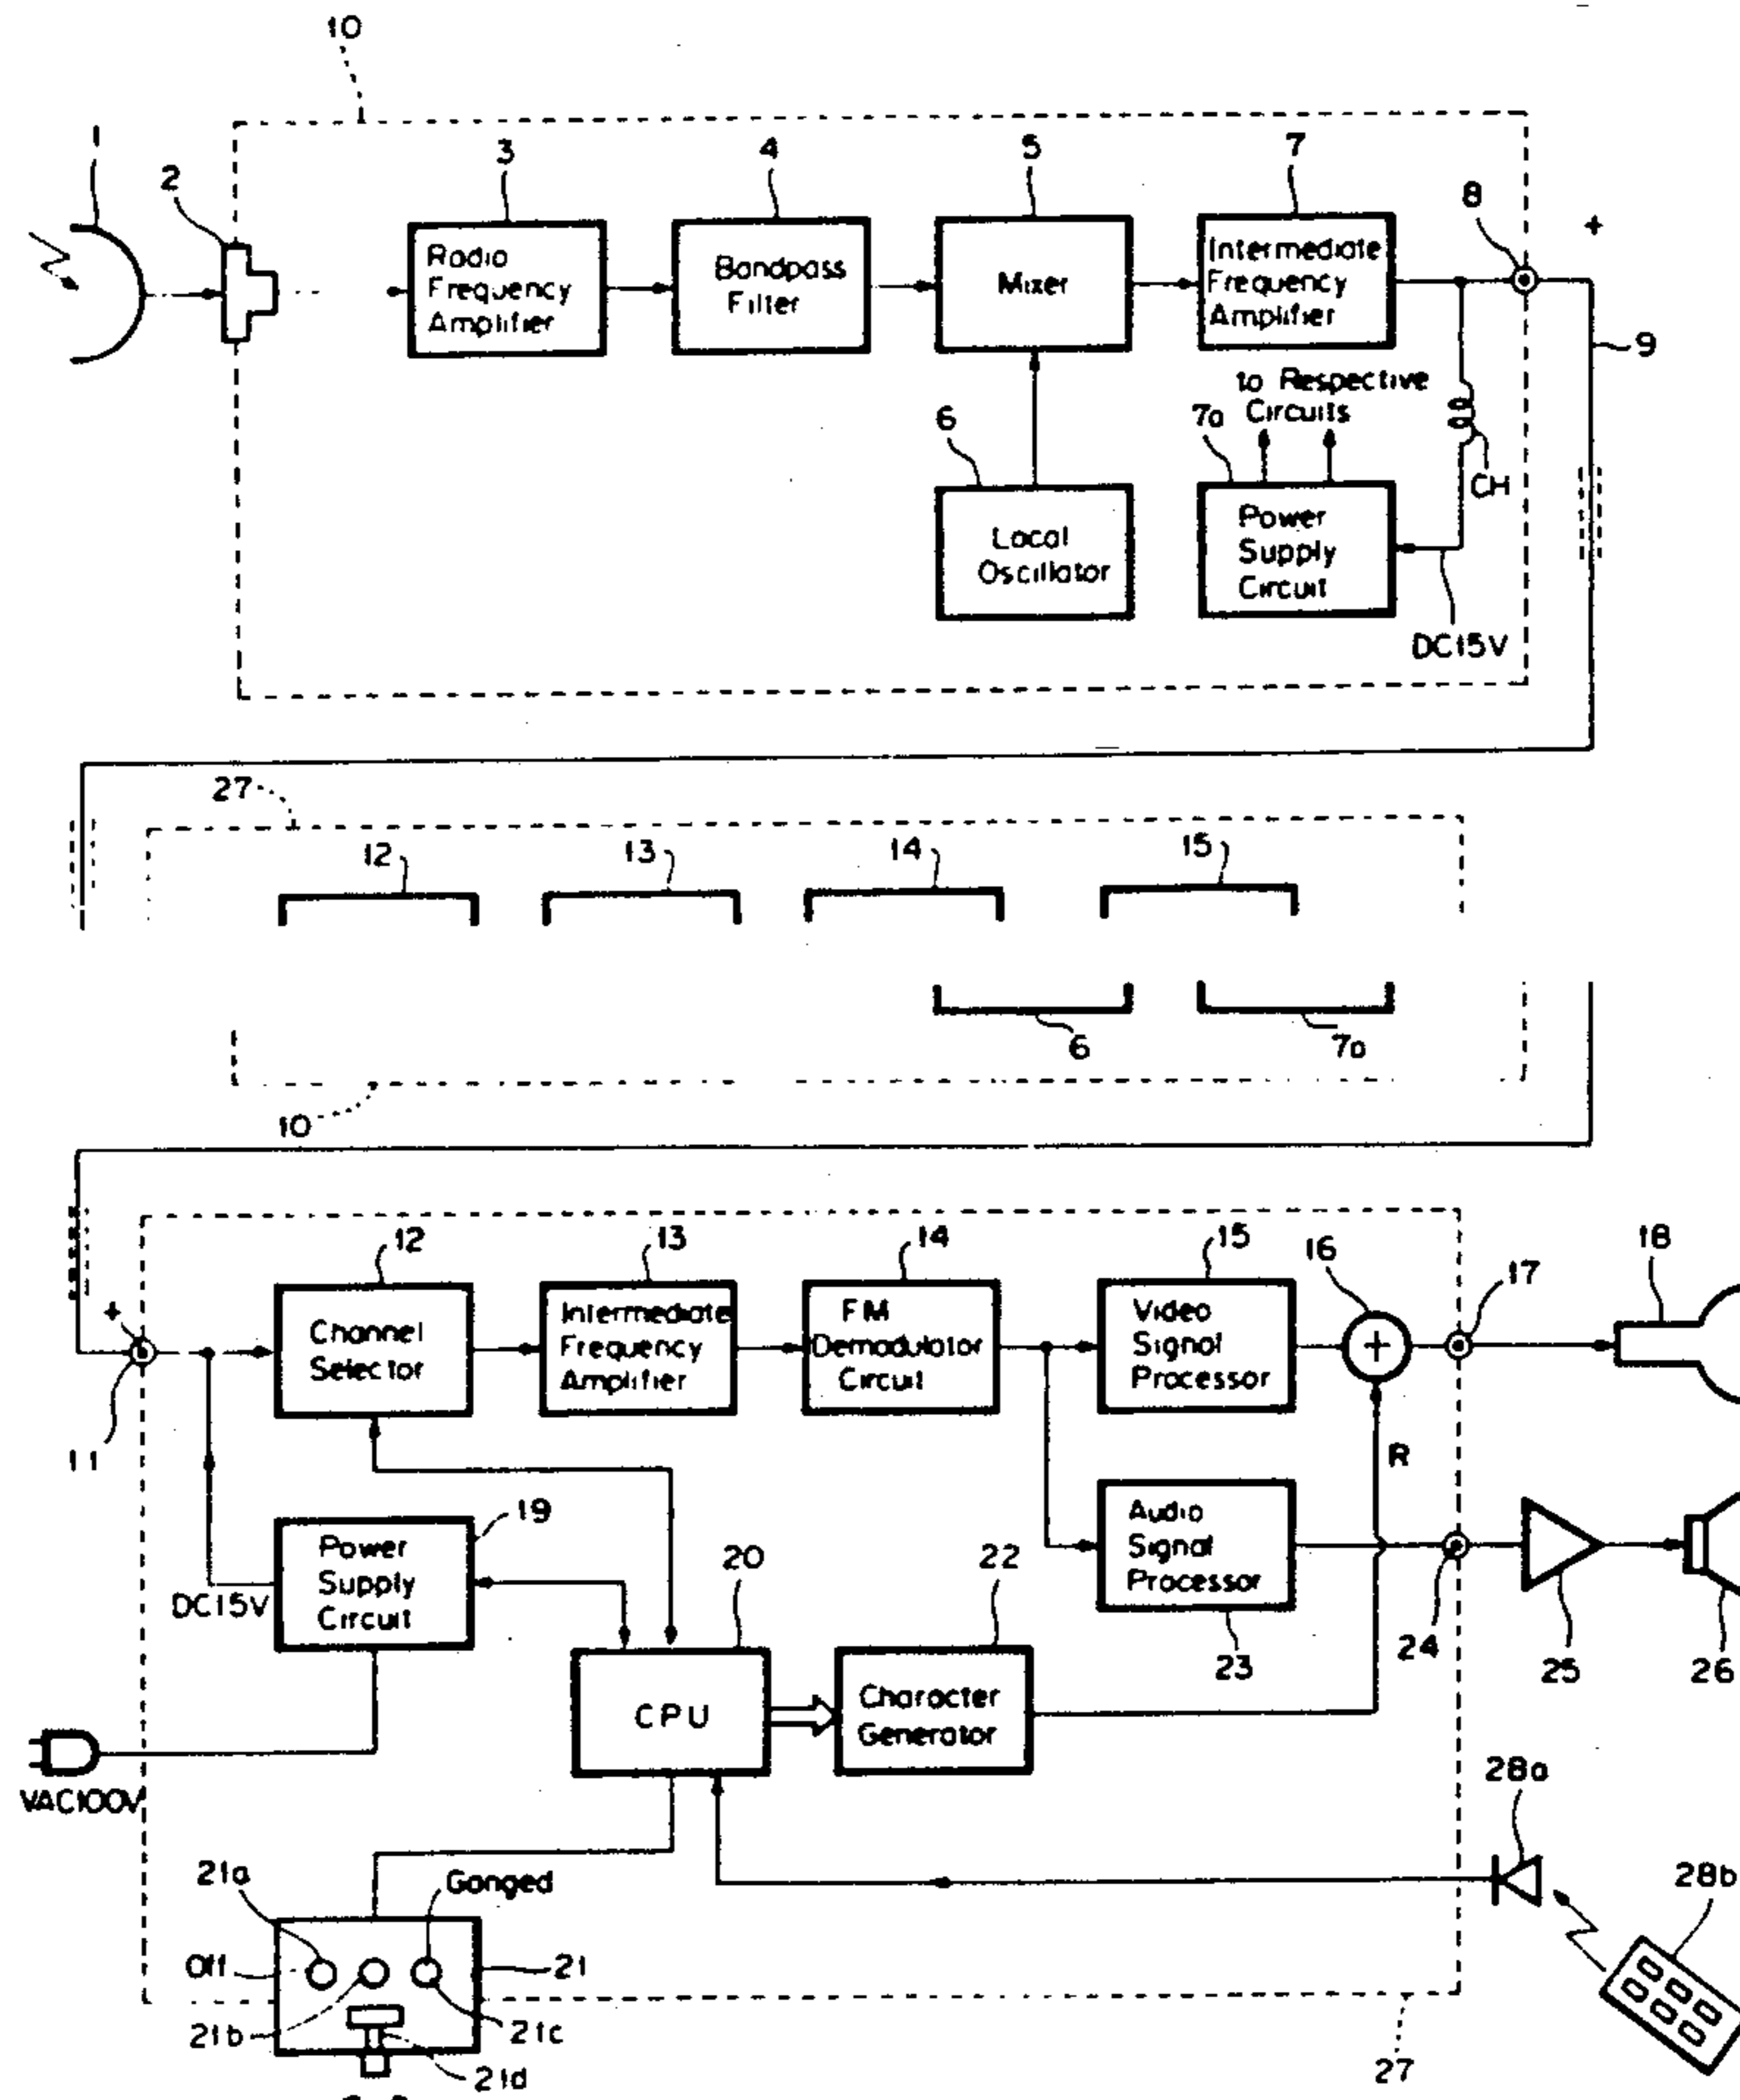 10
1
2
3
4
5
7
8
+
Radio
Frequency
Amplifier
Bandpass
Filter
Mixer
Intermediate
Frequency
Amplifier
9
to Respective
Circuits
7a
6
CH
Local
Oscillator
Power
Supply
Circuit
DC15V
27
12
13
14
15
6
7a
10
12
13
14
15
16
17
18
+
11
Channel
Selector
Intermediate
Frequency
Amplifier
FM
Demodulator
Circuit
Video
Signal
Processor
+
R
19
Power
Supply
Circuit
DC15V
Audio
Signal
Processor
20
22
23
24
25
26
CPU
Character
Generator
VAC100V
28a
28b
21a
Ganged
Off
21
21b
21c
21d
27